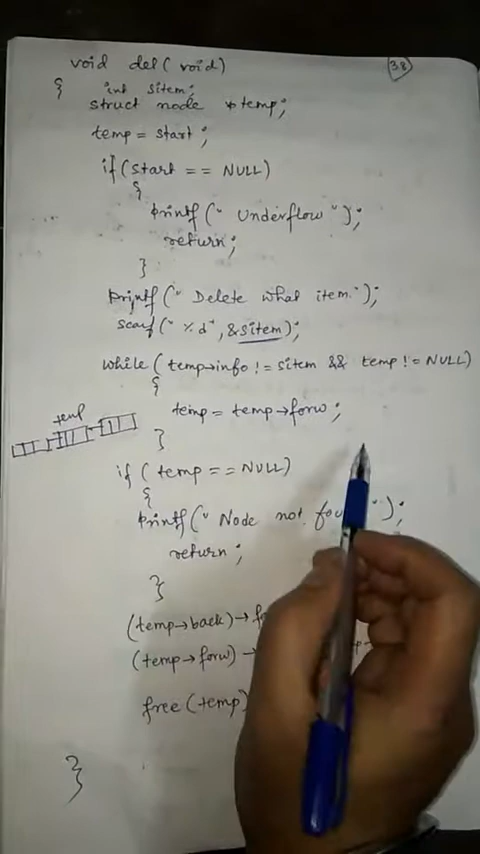 38
void del(void)
{
int sitem;
struct node *temp;
temp = start;
if(start == NULL)
{
printf(" Underflow ");
return;
}
printf(" Delete what item.");
scanf(" %d", &sitem);
while ( temp→info != sitem && temp != NULL)
{
temp = temp→forw;
}
temp
if ( temp == NULL)
{
printf(" Node not fou ");
return;
}
(temp→back)→
(temp→forw)→
free(temp)
}